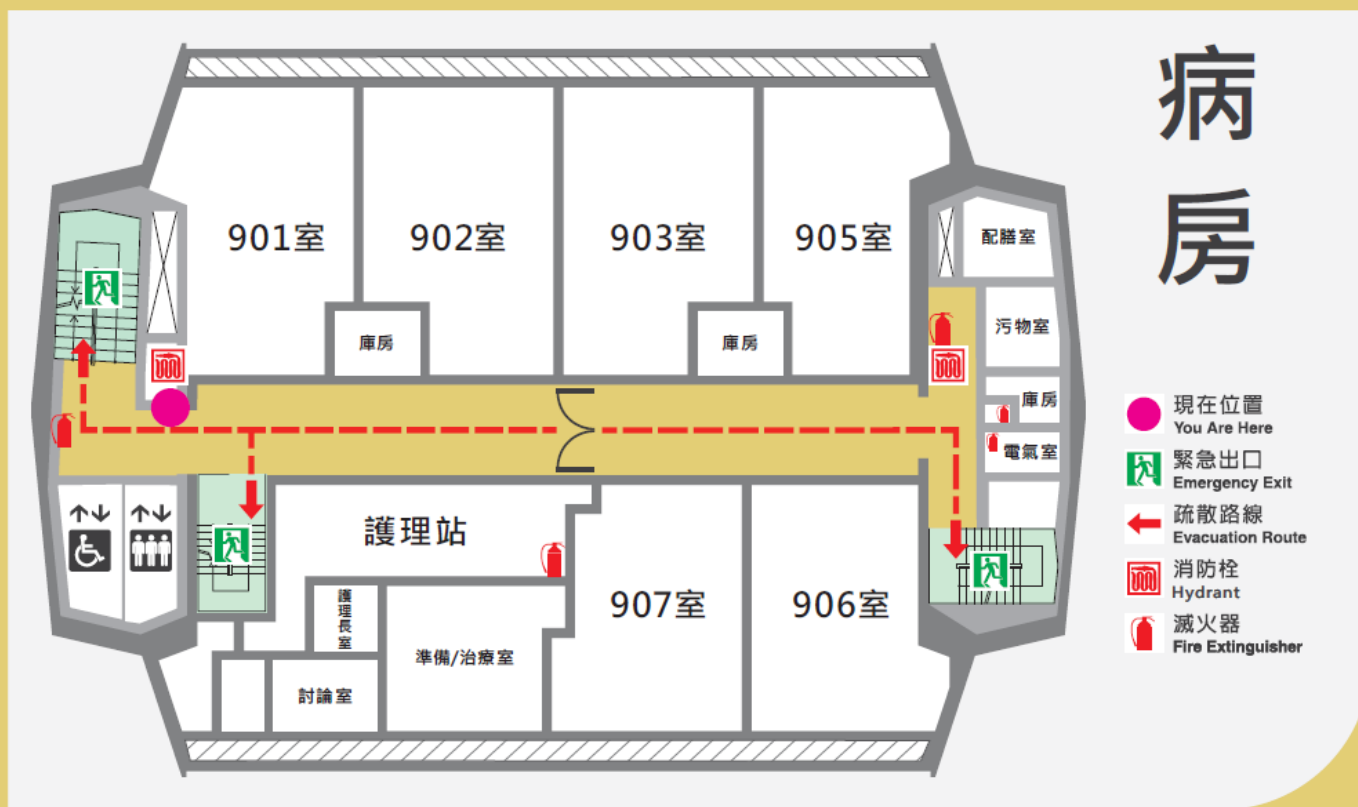 病房
901室
902室
903室
905室
配膳室
污物室
庫房
庫房
庫房
電氣室
護理站
護理長室
準備/治療室
討論室
907室
906室
現在位置
You Are Here
緊急出口
Emergency Exit
疏散路線
Evacuation Route
消防栓
Hydrant
滅火器
Fire Extinguisher